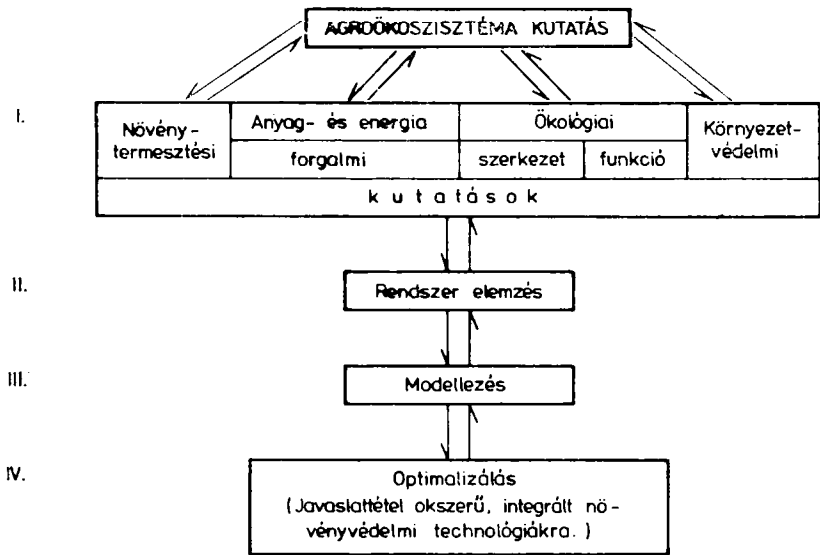 AGROÖKOSZISZTÉMA KUTATÁS
I.
Növény-
termesztési
Anyag- és energia
forgalmi
Ökológiai
szerkezet
funkció
Környezet-
védelmi
kutatások
II.
Rendszer elemzés
III.
Modellezés
IV.
Optimalizálás
(Javaslattétel okszerű, integrált nö-
vényvédelmi technológiákra.)